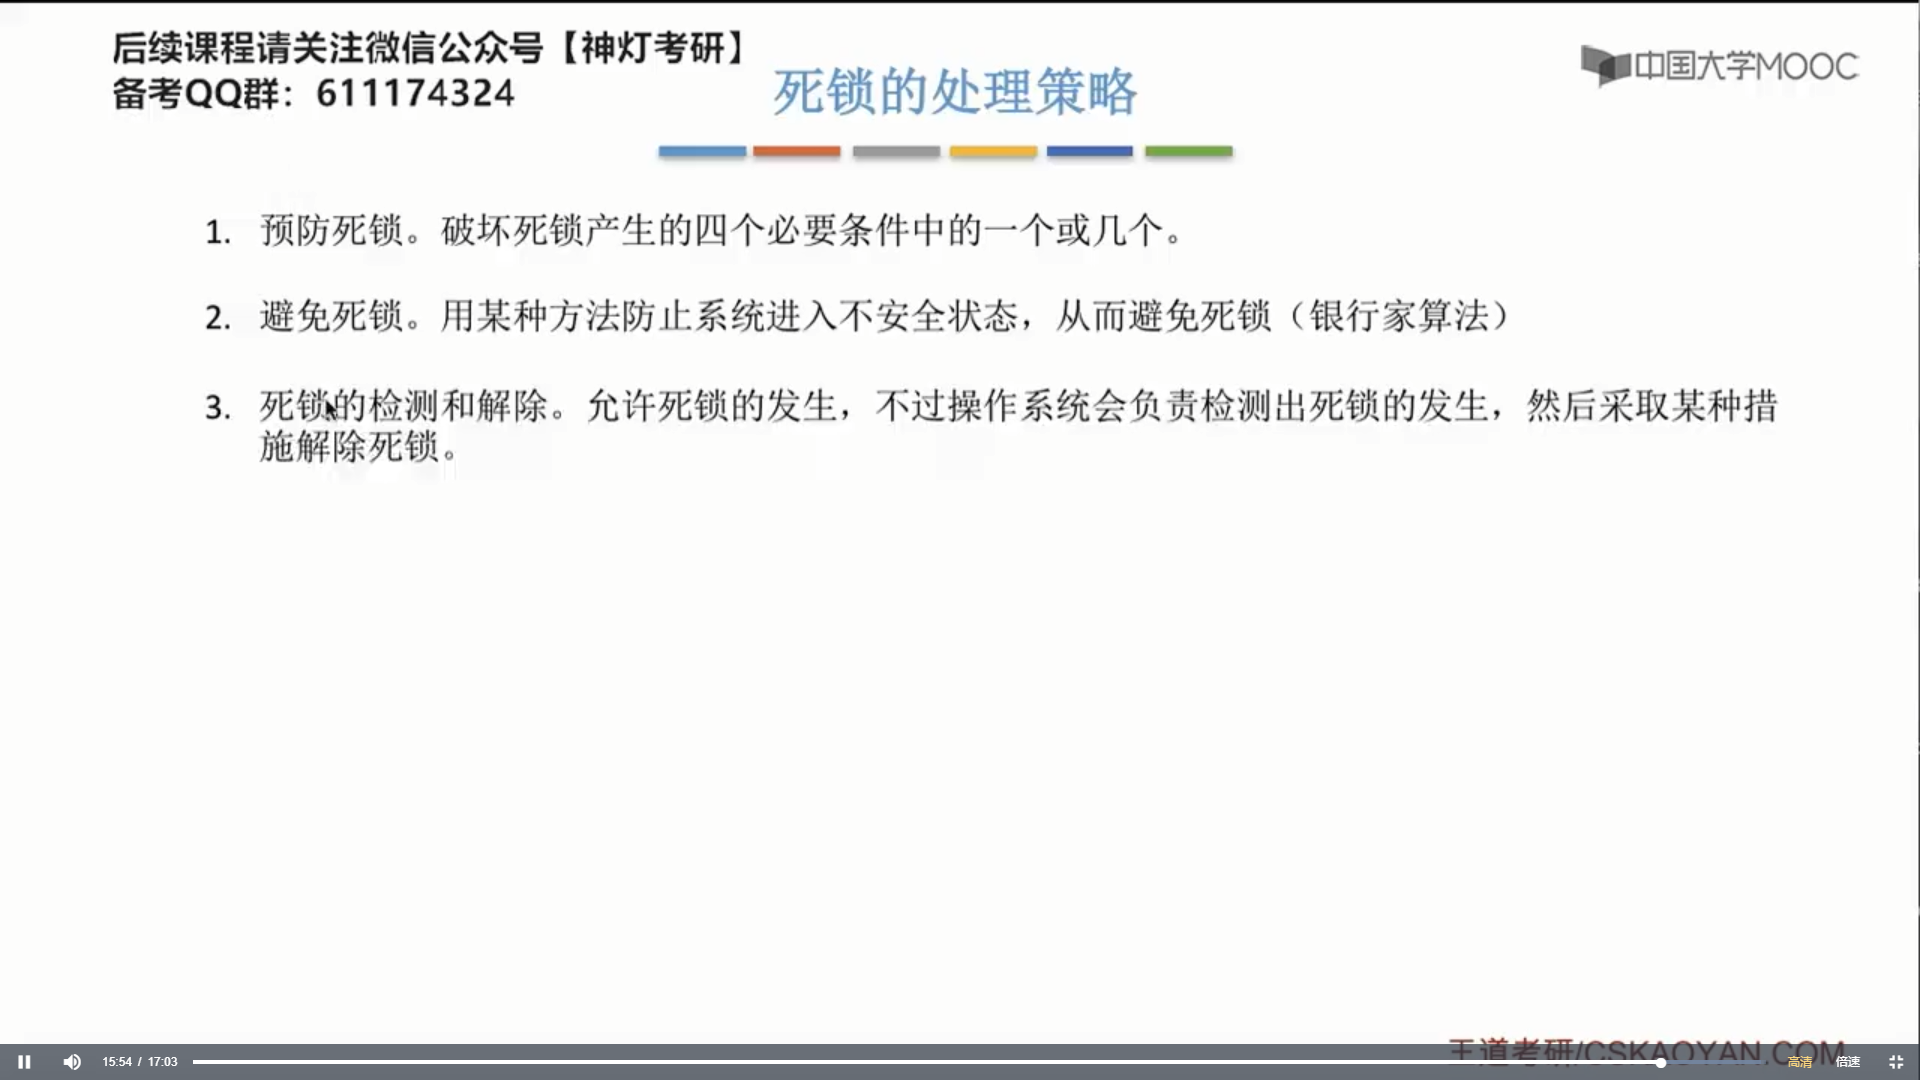 后续课程请关注微信公众号【神灯考研】
备考QQ群：611174324
中国大学MOOC
死锁的处理策略
1. 预防死锁。破坏死锁产生的四个必要条件中的一个或几个。
2. 避免死锁。用某种方法防止系统进入不安全状态，从而避免死锁（银行家算法）
3. 死锁的检测和解除。允许死锁的发生，不过操作系统会负责检测出死锁的发生，然后采取某种措
施解除死锁。
王道考研/CSKAOYAN.COM
15:54 / 17:03
高清
倍速